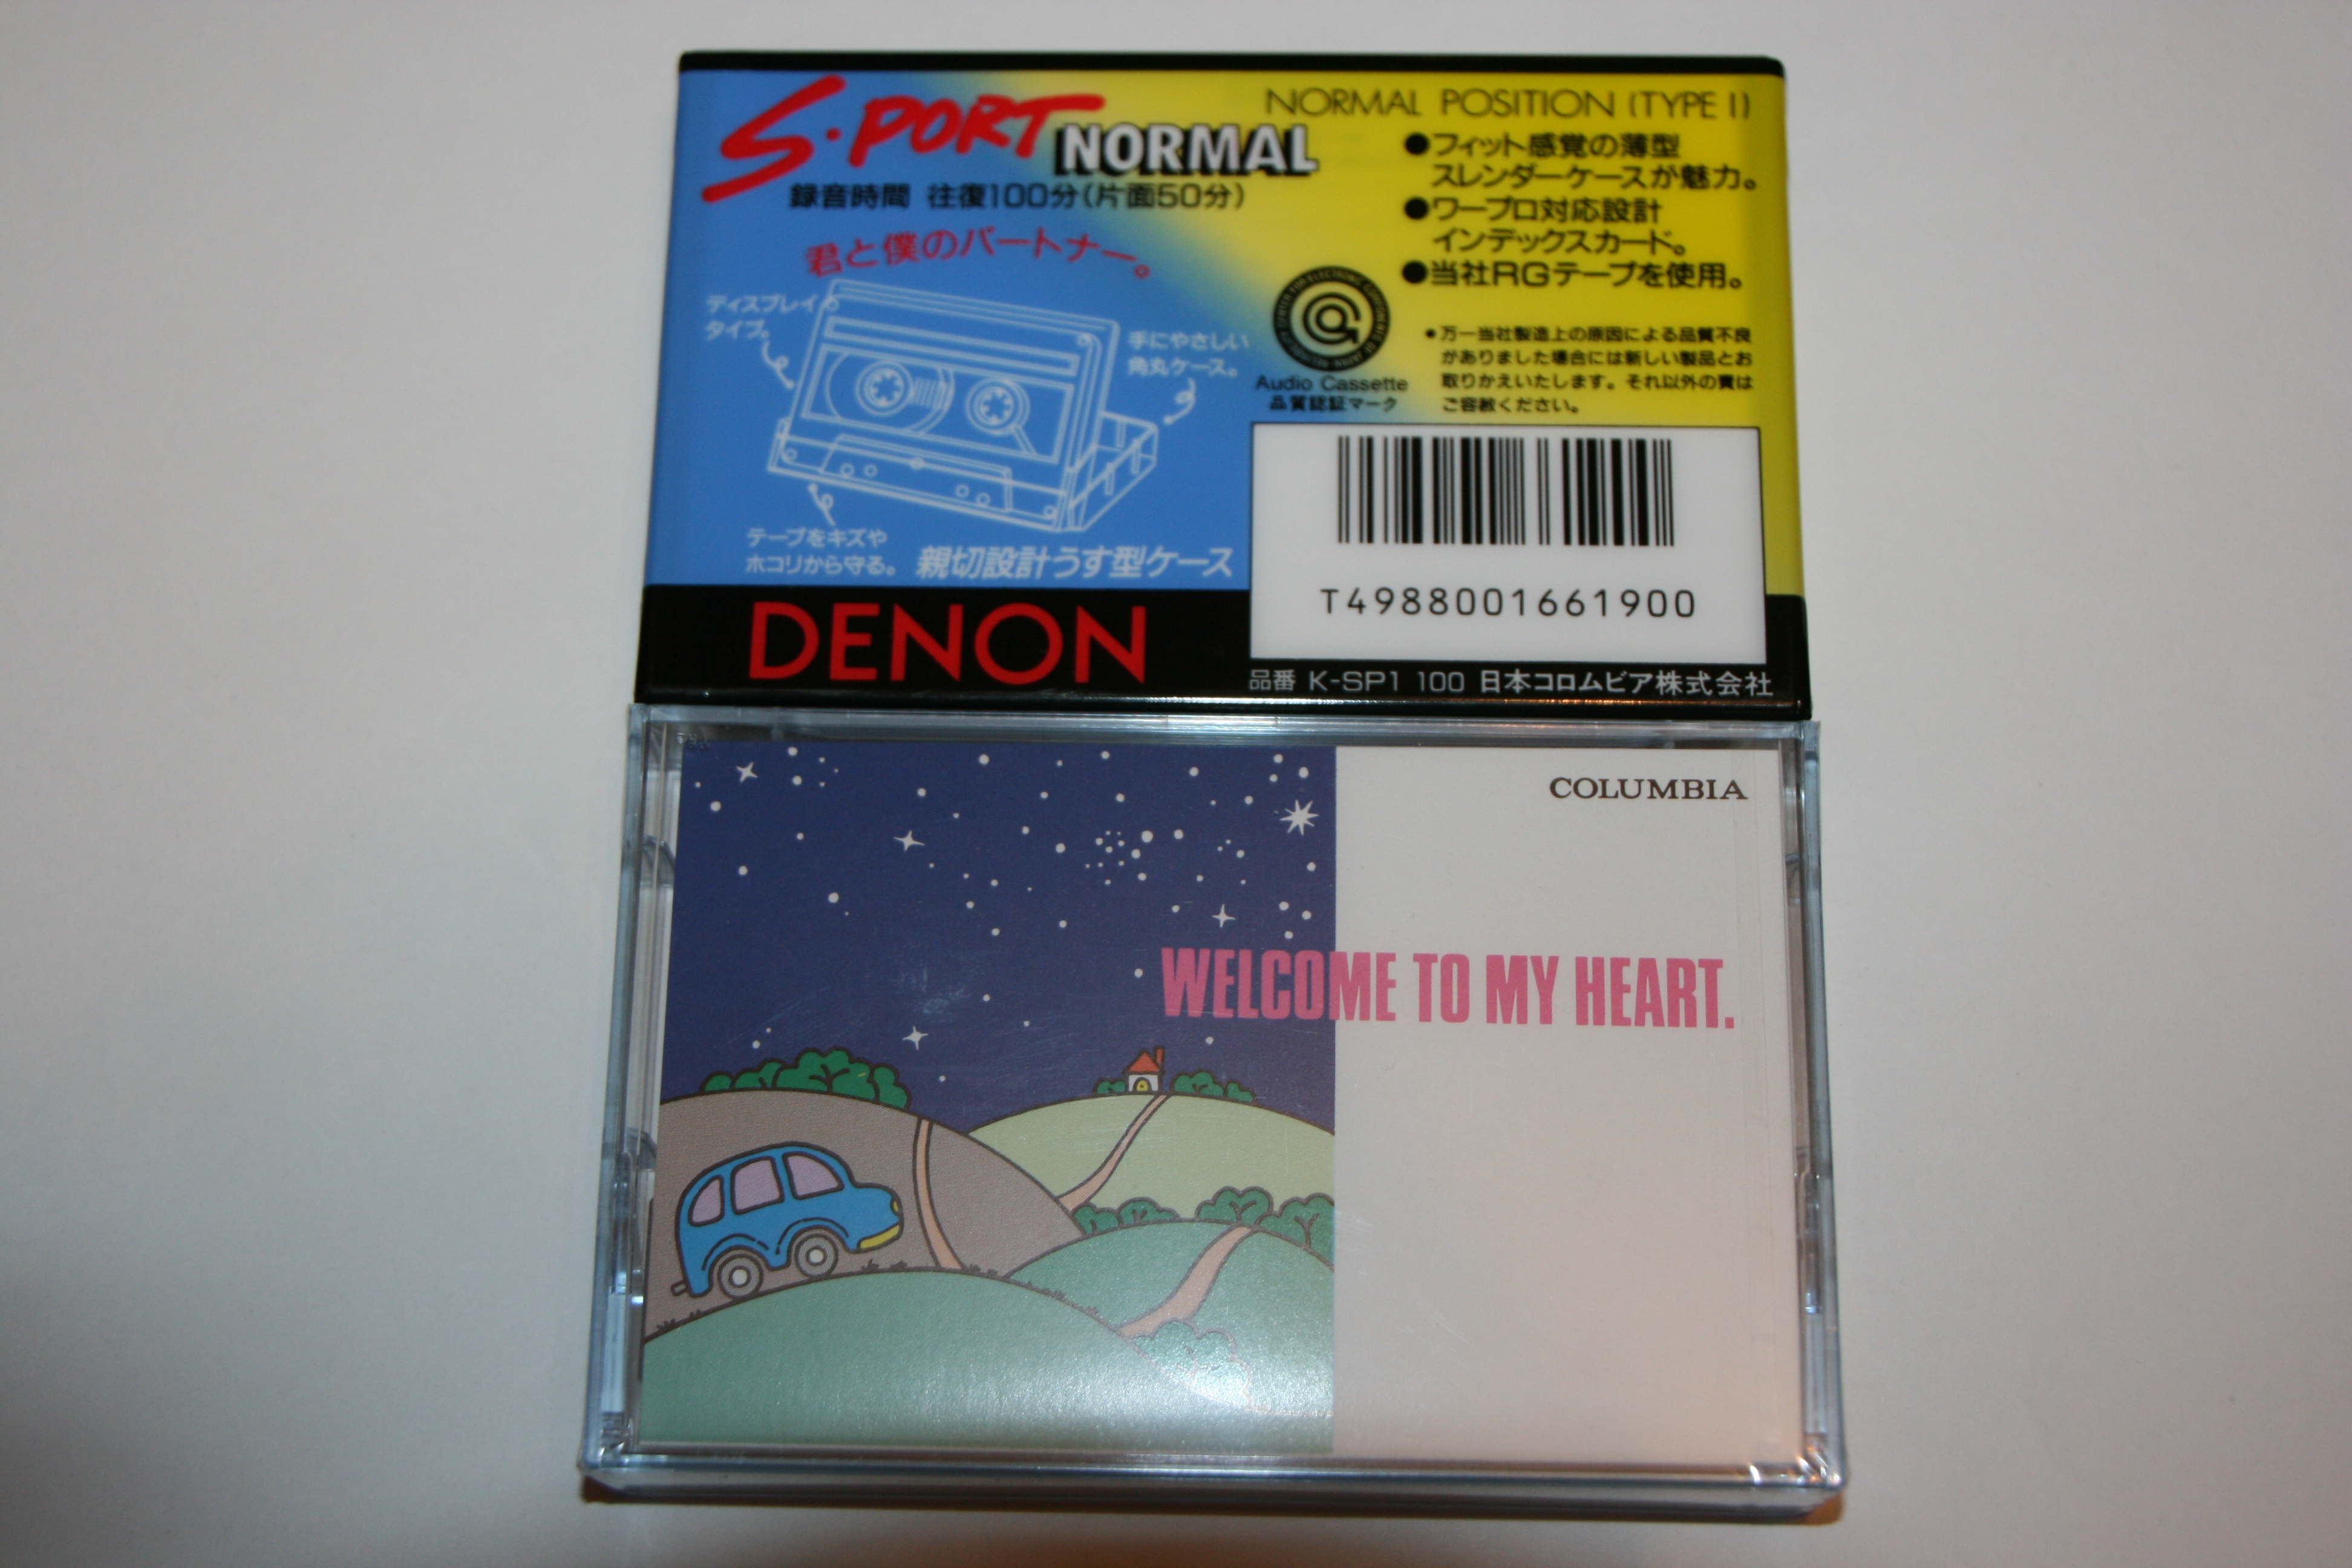 S·PORT NORMAL
録音時間 往復100分(片面50分)
君と僕のパートナー。
ディスプレイ
タイプ。
手にやさしい
角丸ケース。
テープをキズや
ホコリから守る。
親切設計うす型ケース
DENON
NORMAL POSITION (TYPE I)
●フィット感覚の薄型
スレンダーケースが魅力。
●ワープロ対応設計
インデックスカード。
●当社RGテープを使用。
Audio Cassette
品質認証マーク
●万一当社製造上の原因による品質不良
がありました場合には新しい製品とお
取りかえいたします。それ以外の責は
ご容赦ください。
T4988001661900
品番 K-SP1 100 日本コロムビア株式会社
COLUMBIA
WELCOME TO MY HEART.